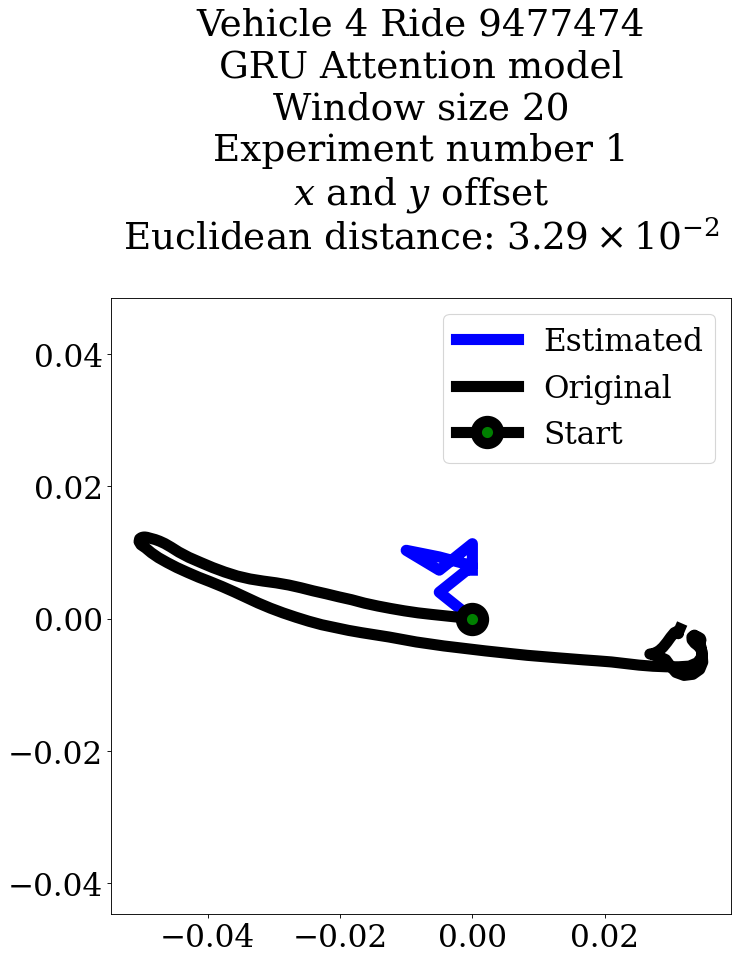 Vehicle 4 Ride 9477474
GRU Attention model
Window size 20
Experiment number 1
x and y offset
Euclidean distance: 3.29 × 10⁻²
Estimated
Original
Start
0.04
0.02
0.00
−0.02
−0.04
−0.04
−0.02
0.00
0.02